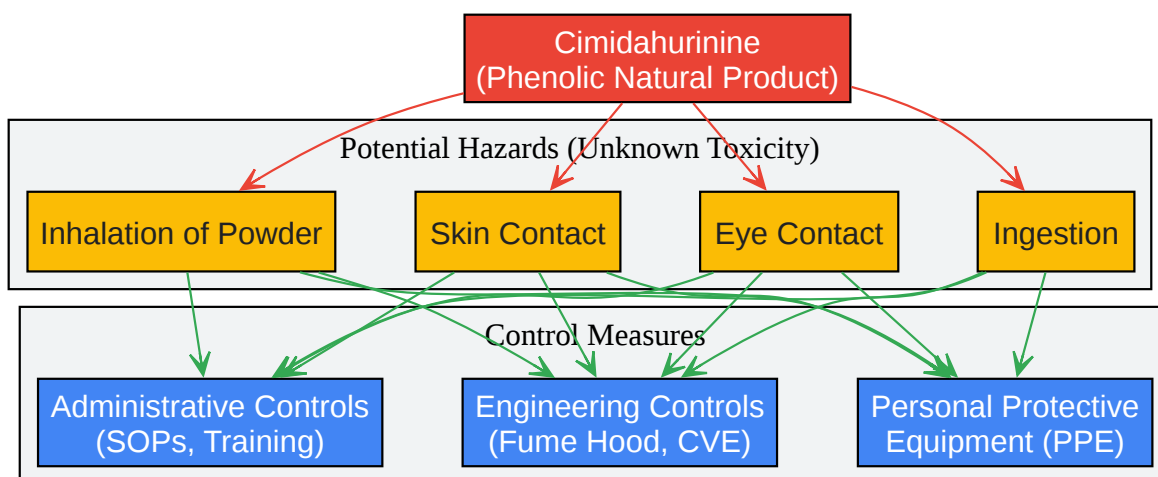 Cimidahurinine
(Phenolic Natural Product)
Potential Hazards (Unknown Toxicity)
Inhalation of Powder
Skin Contact
Eye Contact
Ingestion
Control Measures
Administrative Controls
(SOPs, Training)
Engineering Controls
(Fume Hood, CVE)
Personal Protective
Equipment (PPE)